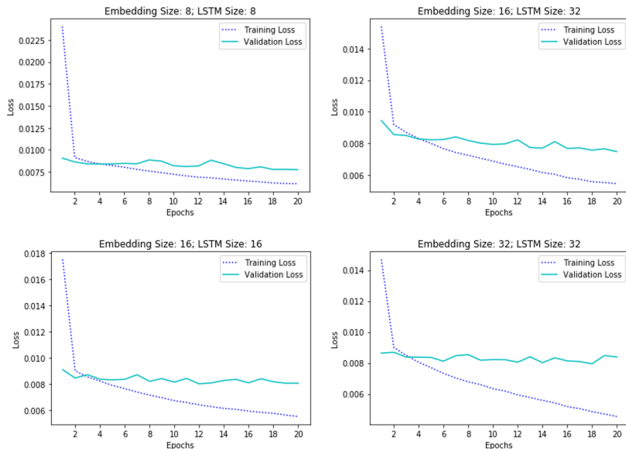 Embedding Size: 8; LSTM Size: 8
Training Loss
Validation Loss
0.0225
0.0200
0.0175
0.0150
0.0125
0.0100
0.0075
Loss
2 4 6 8 10 12 14 16 18 20
Epochs
Embedding Size: 16; LSTM Size: 32
Training Loss
Validation Loss
0.014
0.012
0.010
0.008
0.006
Loss
2 4 6 8 10 12 14 16 18 20
Epochs
Embedding Size: 16; LSTM Size: 16
Training Loss
Validation Loss
0.018
0.016
0.014
0.012
0.010
0.008
0.006
Loss
2 4 6 8 10 12 14 16 18 20
Epochs
Embedding Size: 32; LSTM Size: 32
Training Loss
Validation Loss
0.014
0.012
0.010
0.008
0.006
Loss
2 4 6 8 10 12 14 16 18 20
Epochs